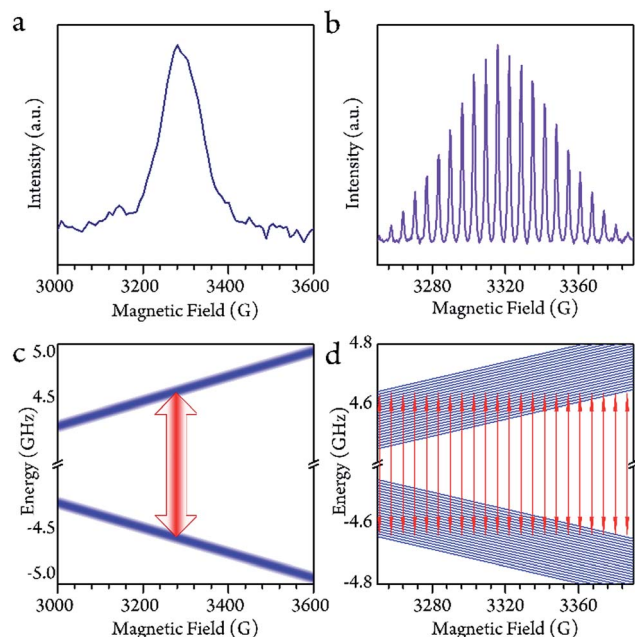 a
Intensity (a.u.)
3000 3200 3400 3600
Magnetic Field (G)
b
Intensity (a.u.)
3280 3320 3360
Magnetic Field (G)
c
Energy (GHz)
5.0
4.5
-4.5
-5.0
3000 3200 3400 3600
Magnetic Field (G)
d
Energy (GHz)
4.8
4.6
-4.6
-4.8
3280 3320 3360
Magnetic Field (G)